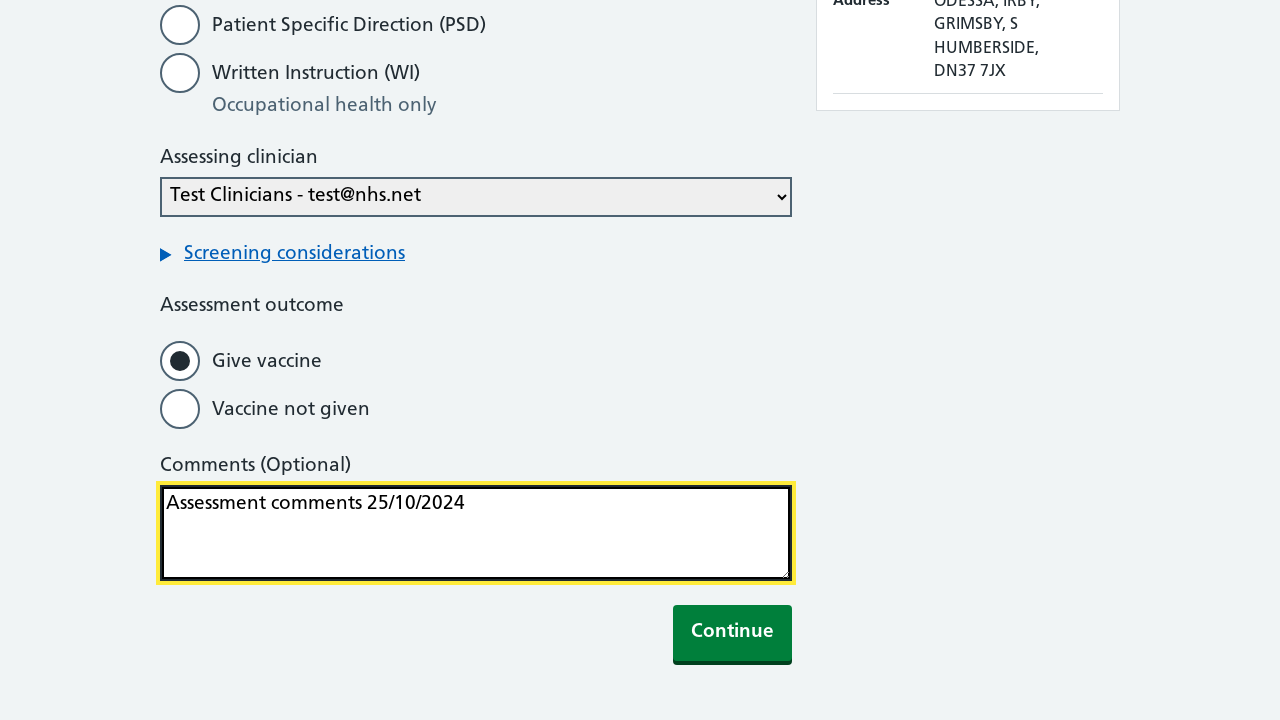 Patient Specific Direction (PSD)
Written Instruction (WI)
Occupational health only
Assessing clinician
Test Clinicians - test@nhs.net
Screening considerations
Assessment outcome
Give vaccine
Vaccine not given
Comments (Optional)
Assessment comments 25/10/2024
Continue
Address
ODESSA, IRBY,
GRIMSBY, S
HUMBERSIDE,
DN37 7JX